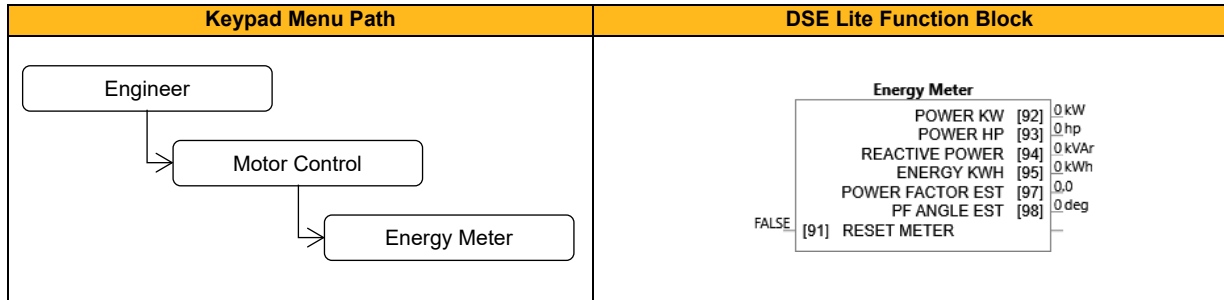 Keypad Menu Path
DSE Lite Function Block
Engineer
Motor Control
Energy Meter
Energy Meter
POWER KW [92] 0 kW
POWER HP [93] 0 hp
REACTIVE POWER [94] 0 kVAr
ENERGY KWH [95] 0 kWh
POWER FACTOR EST [97] 0.0
PF ANGLE EST [98] 0 deg
FALSE [91] RESET METER